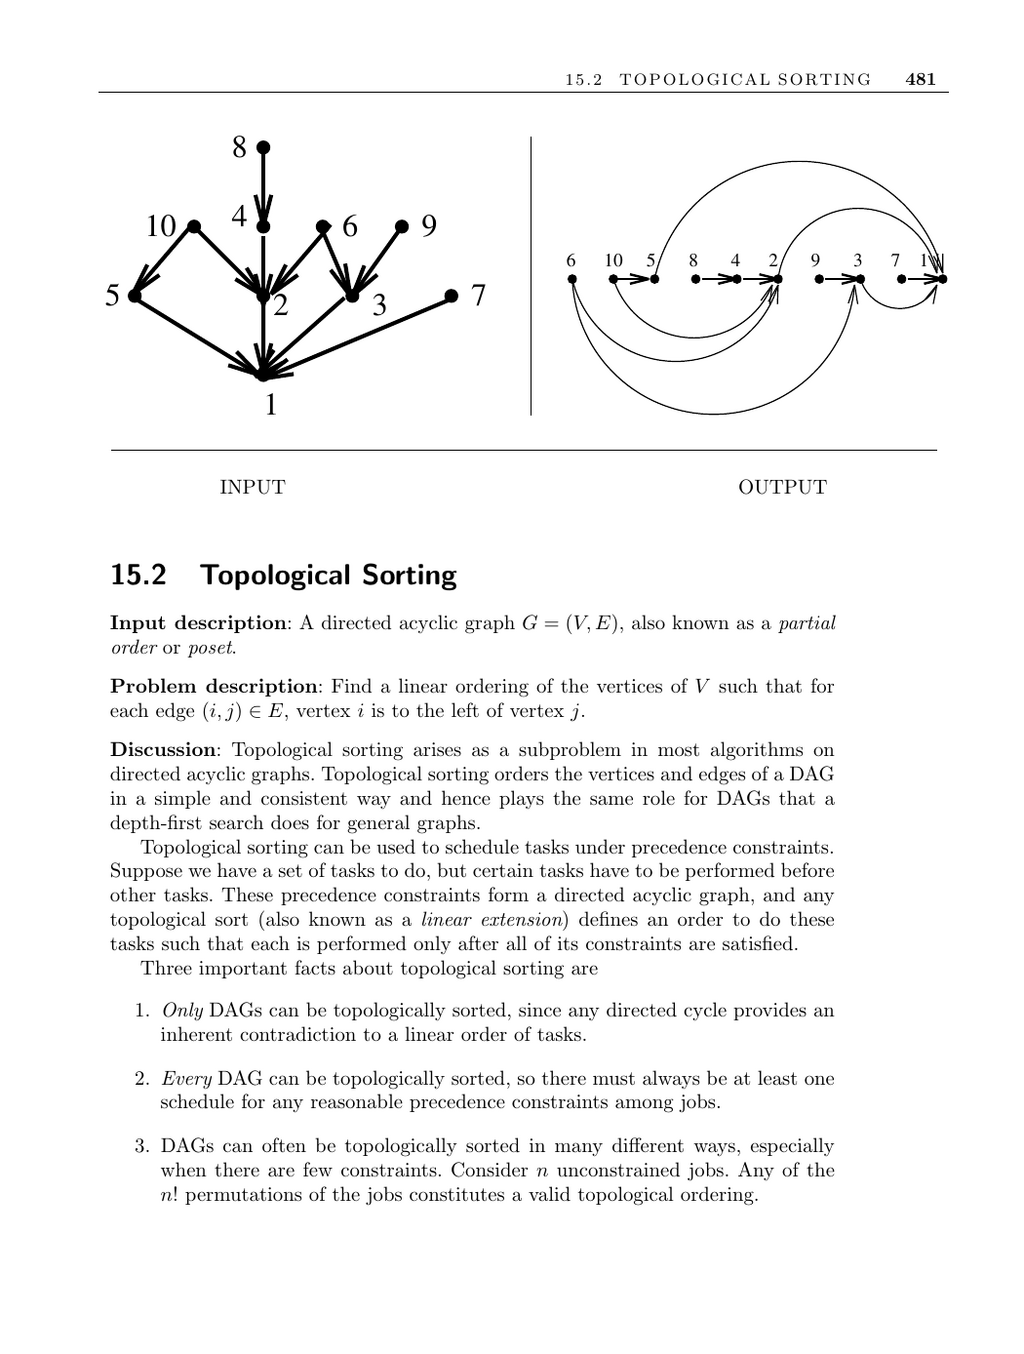 15.2 TOPOLOGICAL SORTING 481
8
10 4 6 9
5 2 3 7
1
6 10 5 8 4 2 9 3 7 1
INPUT OUTPUT
15.2 Topological Sorting
Input description: A directed acyclic graph G = (V, E), also known as a partial
order or poset.
Problem description: Find a linear ordering of the vertices of V such that for
each edge (i, j) ∈ E, vertex i is to the left of vertex j.
Discussion: Topological sorting arises as a subproblem in most algorithms on
directed acyclic graphs. Topological sorting orders the vertices and edges of a DAG
in a simple and consistent way and hence plays the same role for DAGs that a
depth-first search does for general graphs.
Topological sorting can be used to schedule tasks under precedence constraints.
Suppose we have a set of tasks to do, but certain tasks have to be performed before
other tasks. These precedence constraints form a directed acyclic graph, and any
topological sort (also known as a linear extension) defines an order to do these
tasks such that each is performed only after all of its constraints are satisfied.
Three important facts about topological sorting are
1. Only DAGs can be topologically sorted, since any directed cycle provides an
inherent contradiction to a linear order of tasks.
2. Every DAG can be topologically sorted, so there must always be at least one
schedule for any reasonable precedence constraints among jobs.
3. DAGs can often be topologically sorted in many different ways, especially
when there are few constraints. Consider n unconstrained jobs. Any of the
n! permutations of the jobs constitutes a valid topological ordering.